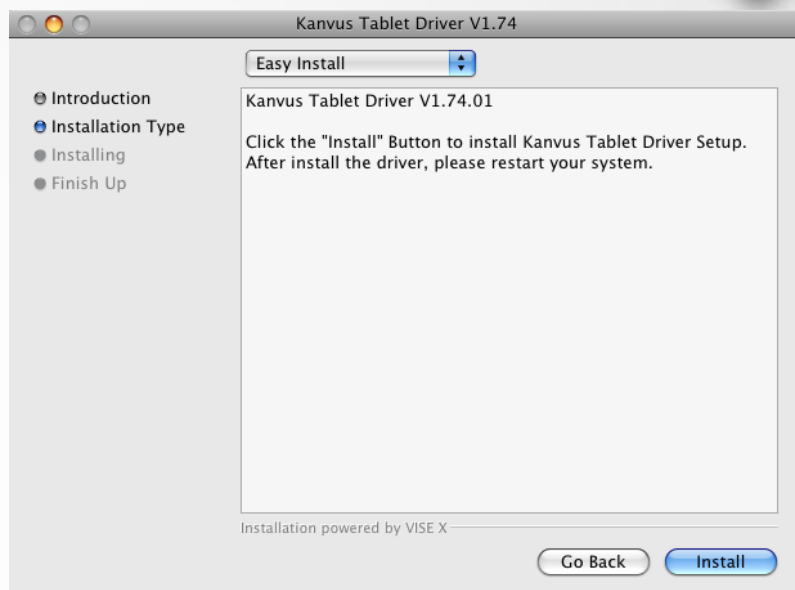 Kanvus Tablet Driver V1.74
Easy Install
Introduction
Installation Type
Installing
Finish Up
Kanvus Tablet Driver V1.74.01
Click the "Install" Button to install Kanvus Tablet Driver Setup.
After install the driver, please restart your system.
Installation powered by VISE X
Go Back
Install